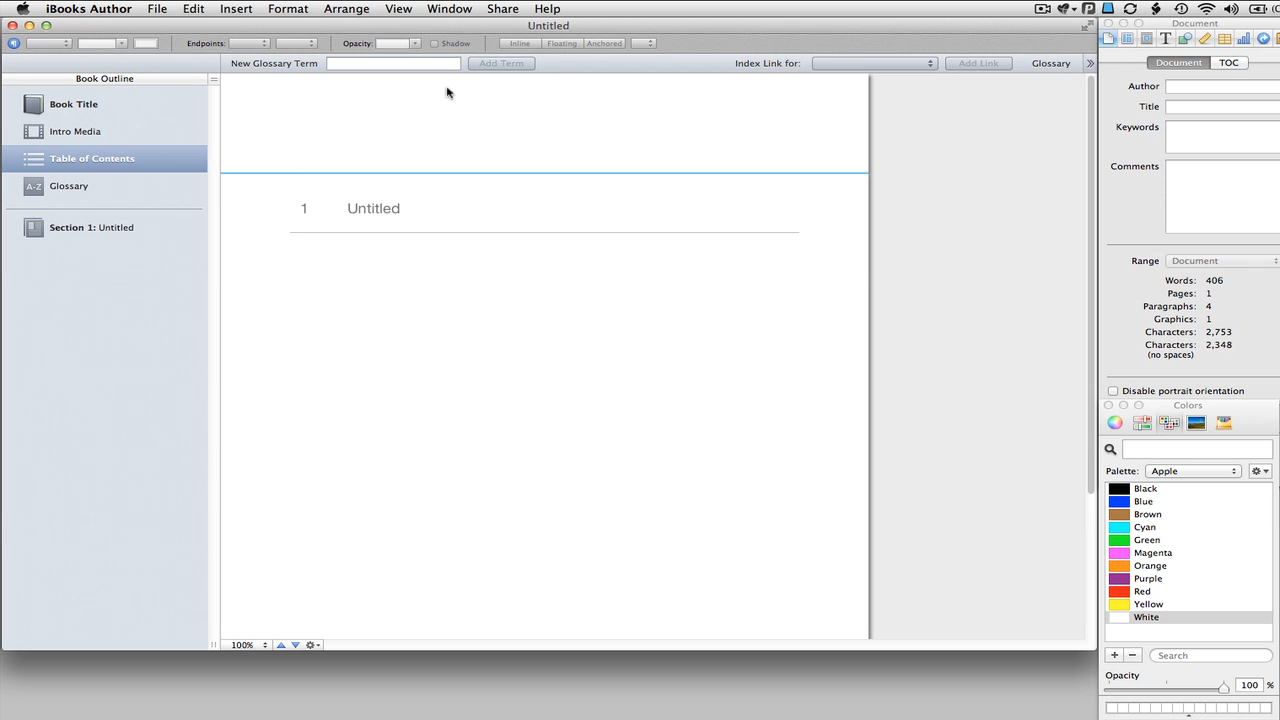 iBooks Author File Edit Insert Format Arrange View Window Share Help
Untitled
Endpoints: Opacity: Shadow Inline Floating Anchored
New Glossary Term Add Term Index Link for: Add Link Glossary
Book Outline
Book Title
Intro Media
Table of Contents
A-Z Glossary
Section 1: Untitled
1 Untitled
100%
Document
Document TOC
Author
Title
Keywords
Comments
Range Document
Words: 406
Pages: 1
Paragraphs: 4
Graphics: 1
Characters: 2,753
Characters: 2,348
(no spaces)
Disable portrait orientation
Colors
Palette: Apple
Black
Blue
Brown
Cyan
Green
Magenta
Orange
Purple
Red
Yellow
White
Search
Opacity
100 %